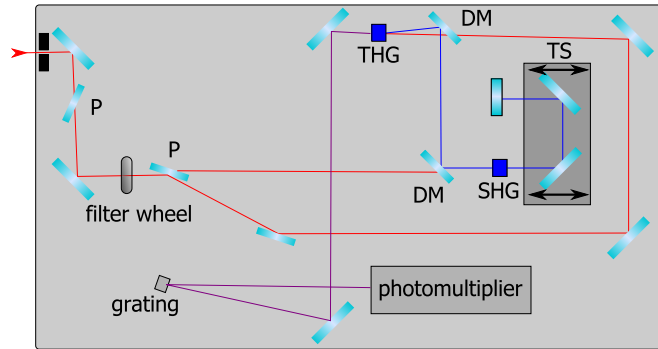 DM
THG
TS
P
P
filter wheel
DM
SHG
grating
photomultiplier